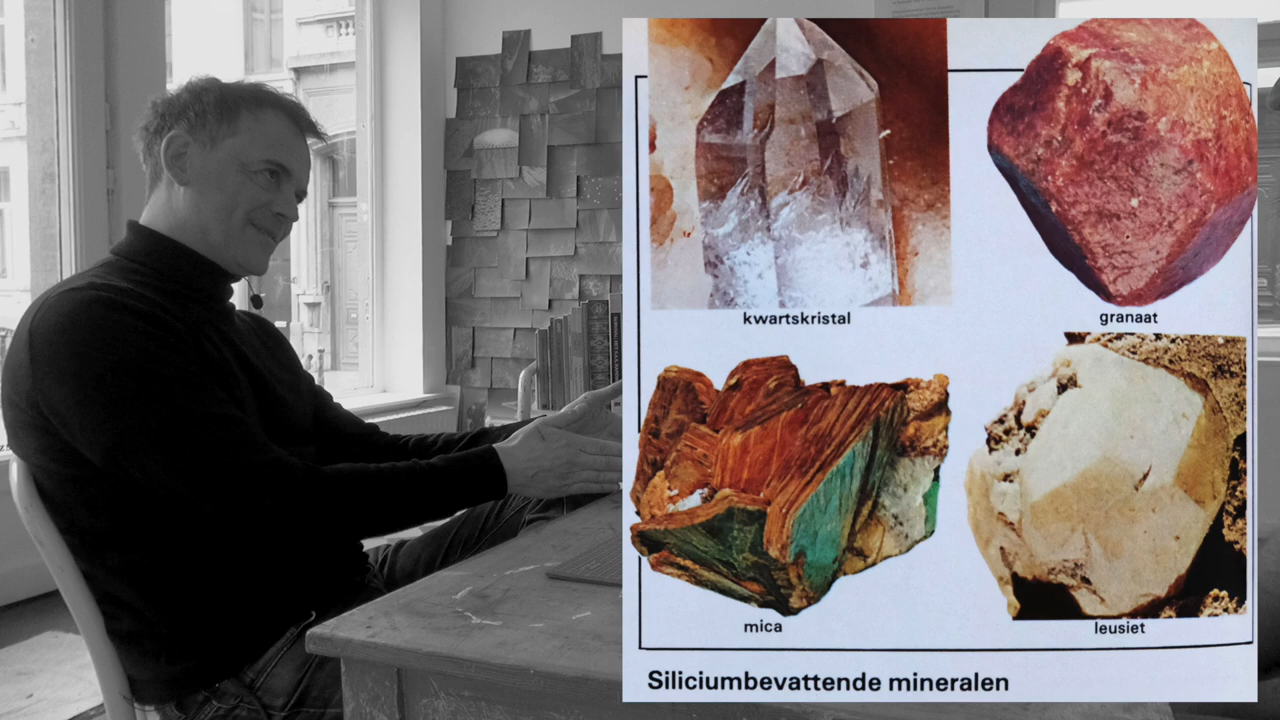 kwartskristal
granaat
mica
leusiet
Siliciumbevattende mineralen